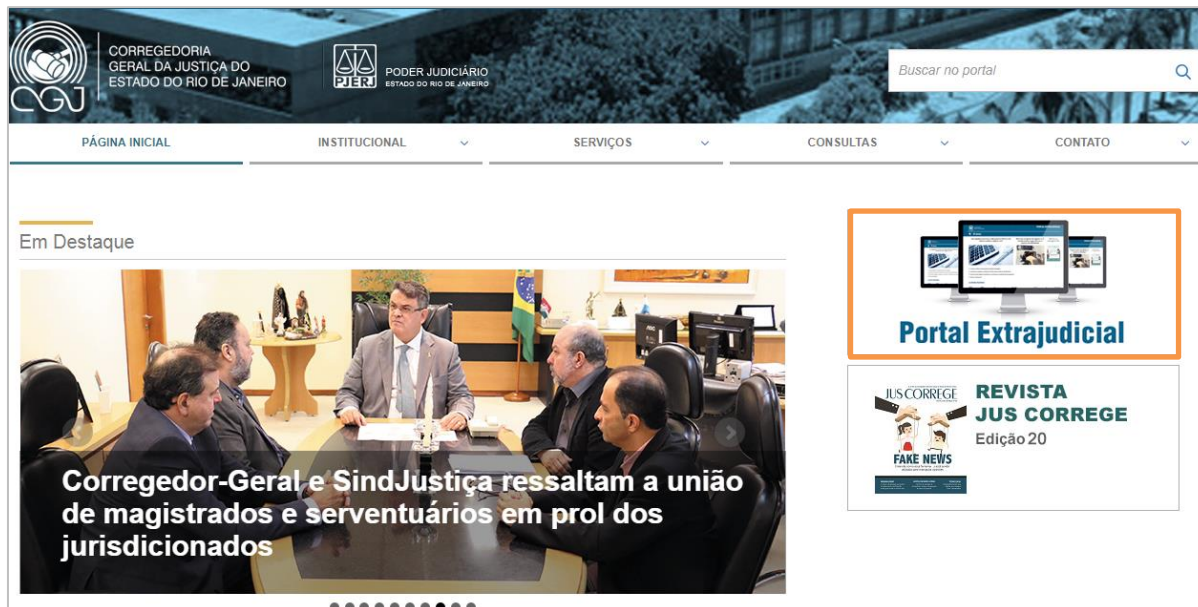 CORREGEDORIA
GERAL DA JUSTIÇA DO
ESTADO DO RIO DE JANEIRO
CGJ
PJERJ
PODER JUDICIÁRIO
ESTADO DO RIO DE JANEIRO
Buscar no portal
PÁGINA INICIAL
INSTITUCIONAL
SERVIÇOS
CONSULTAS
CONTATO
Em Destaque
Corregedor-Geral e SindJustiça ressaltam a união
de magistrados e serventuários em prol dos
jurisdicionados
Portal Extrajudicial
JUS CORREGE
FAKE NEWS
REVISTA
JUS CORREGE
Edição 20